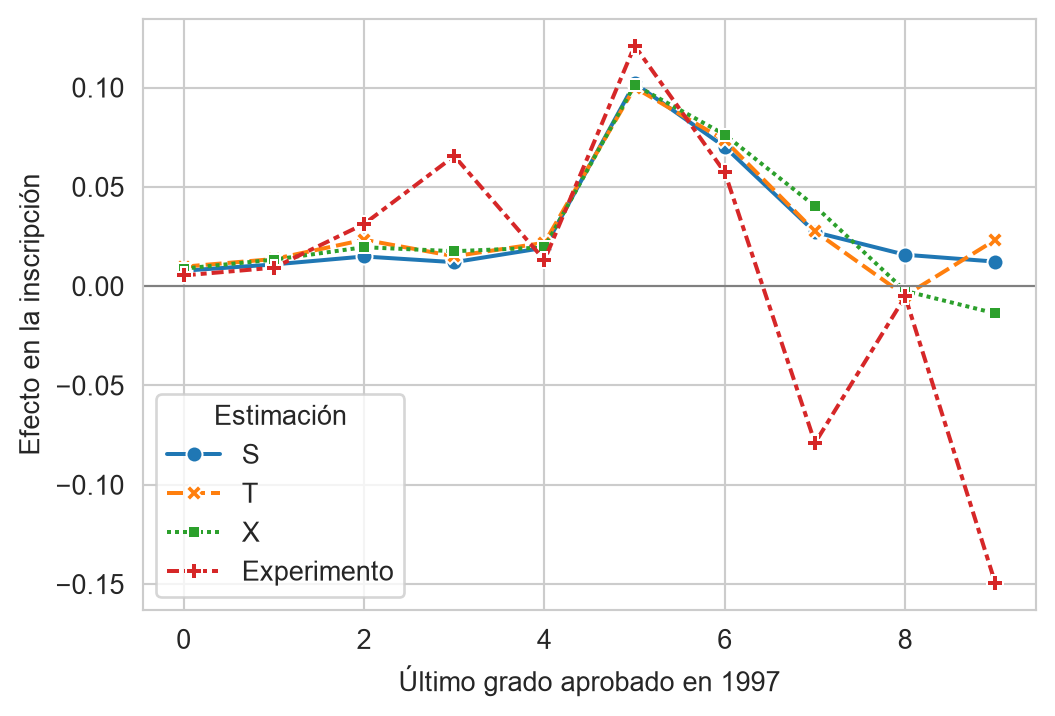 0.10
0.05
0.00
−0.05
−0.10
−0.15
Efecto en la inscripción
Estimación
S
T
X
Experimento
0 2 4 6 8
Último grado aprobado en 1997